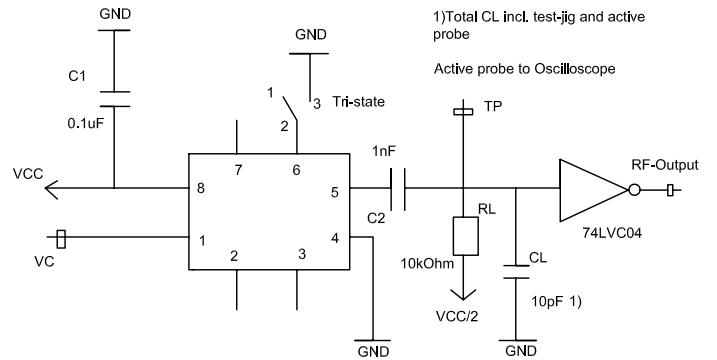 GND
C1
0.1uF
VCC
VC
GND
1
3
Tri-state
2
7
6
8
5
1
4
2
3
1nF
C2
GND
1)Total CL incl. test-jig and active
probe
Active probe to Oscilloscope
TP
RL
10kOhm
VCC/2
CL
10pF 1)
GND
RF-Output
74LVC04